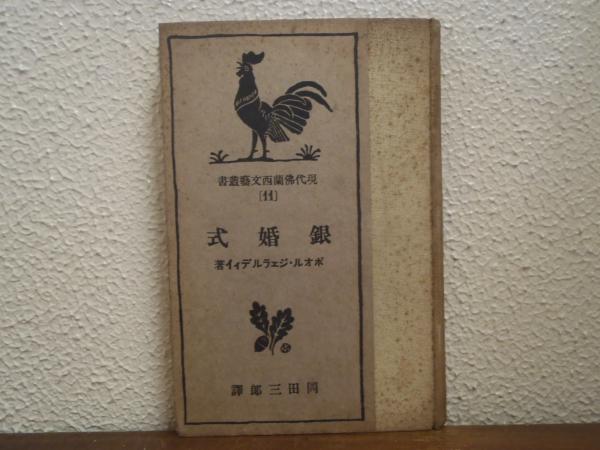 現代佛蘭西文藝叢書
[11]
銀婚式
ポオル・ジェラルディイ著
岡田三郎譯